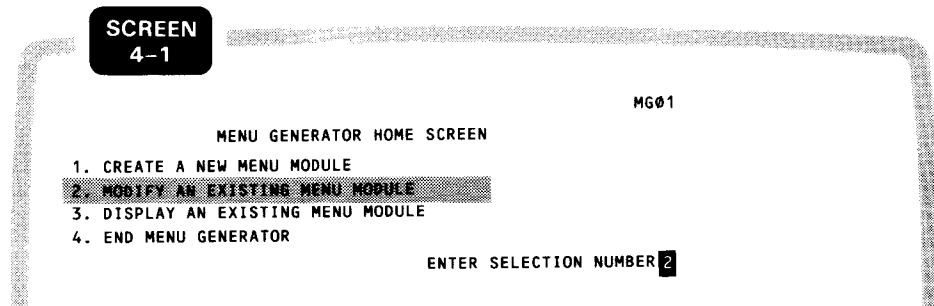 SCREEN
4-1
MGØ1
MENU GENERATOR HOME SCREEN
1. CREATE A NEW MENU MODULE
2. MODIFY AN EXISTING MENU MODULE
3. DISPLAY AN EXISTING MENU MODULE
4. END MENU GENERATOR
ENTER SELECTION NUMBER 2